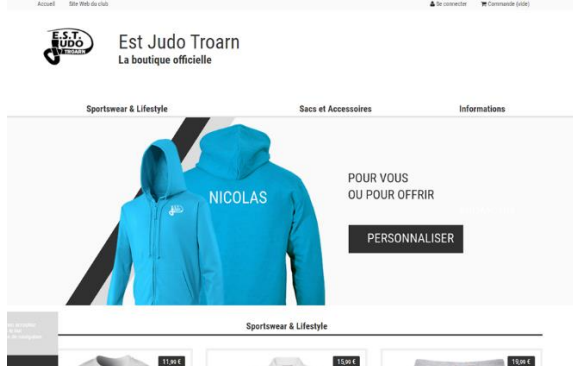 Accueil Site Web du club Se connecter Commande (vide)
E.S.T.
JUDO
TROARN
Est Judo Troarn
La boutique officielle
Sportswear & Lifestyle Sacs et Accessoires Informations
NICOLAS
POUR VOUS
OU POUR OFFRIR
PERSONNALISER
Sportswear & Lifestyle
11,90 € 15,90 € 19,90 €